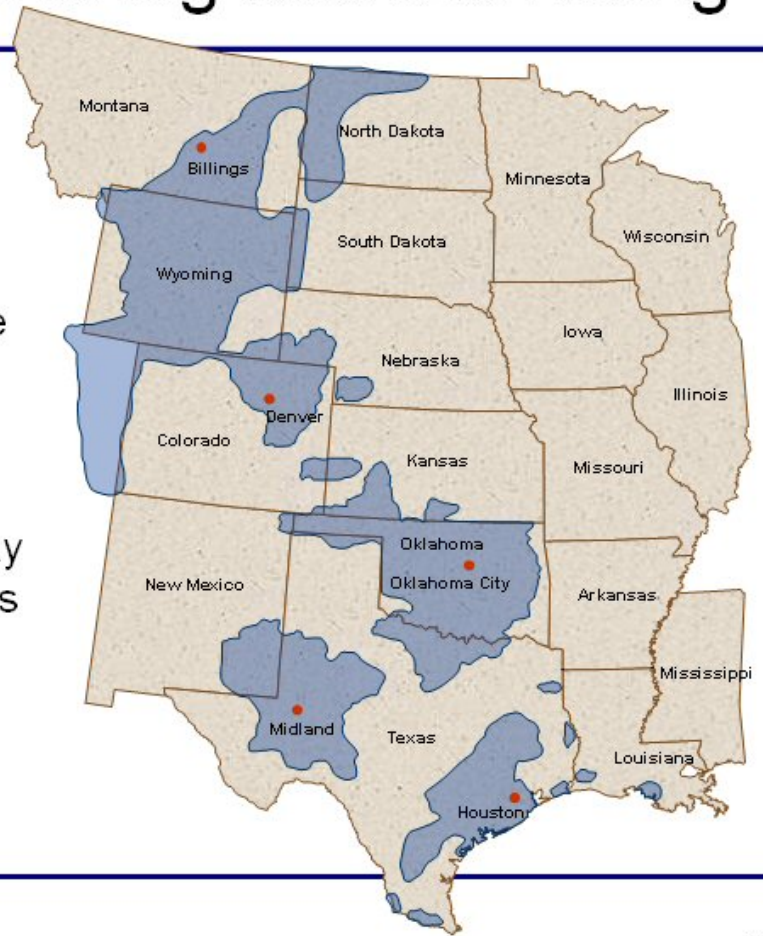 Montana
North Dakota
Billings
Minnesota
South Dakota
Wisconsin
Wyoming
Iowa
Nebraska
Illinois
Denver
Colorado
Kansas
Missouri
Oklahoma
Oklahoma City
New Mexico
Arkansas
Mississippi
Midland
Texas
Louisiana
Houston